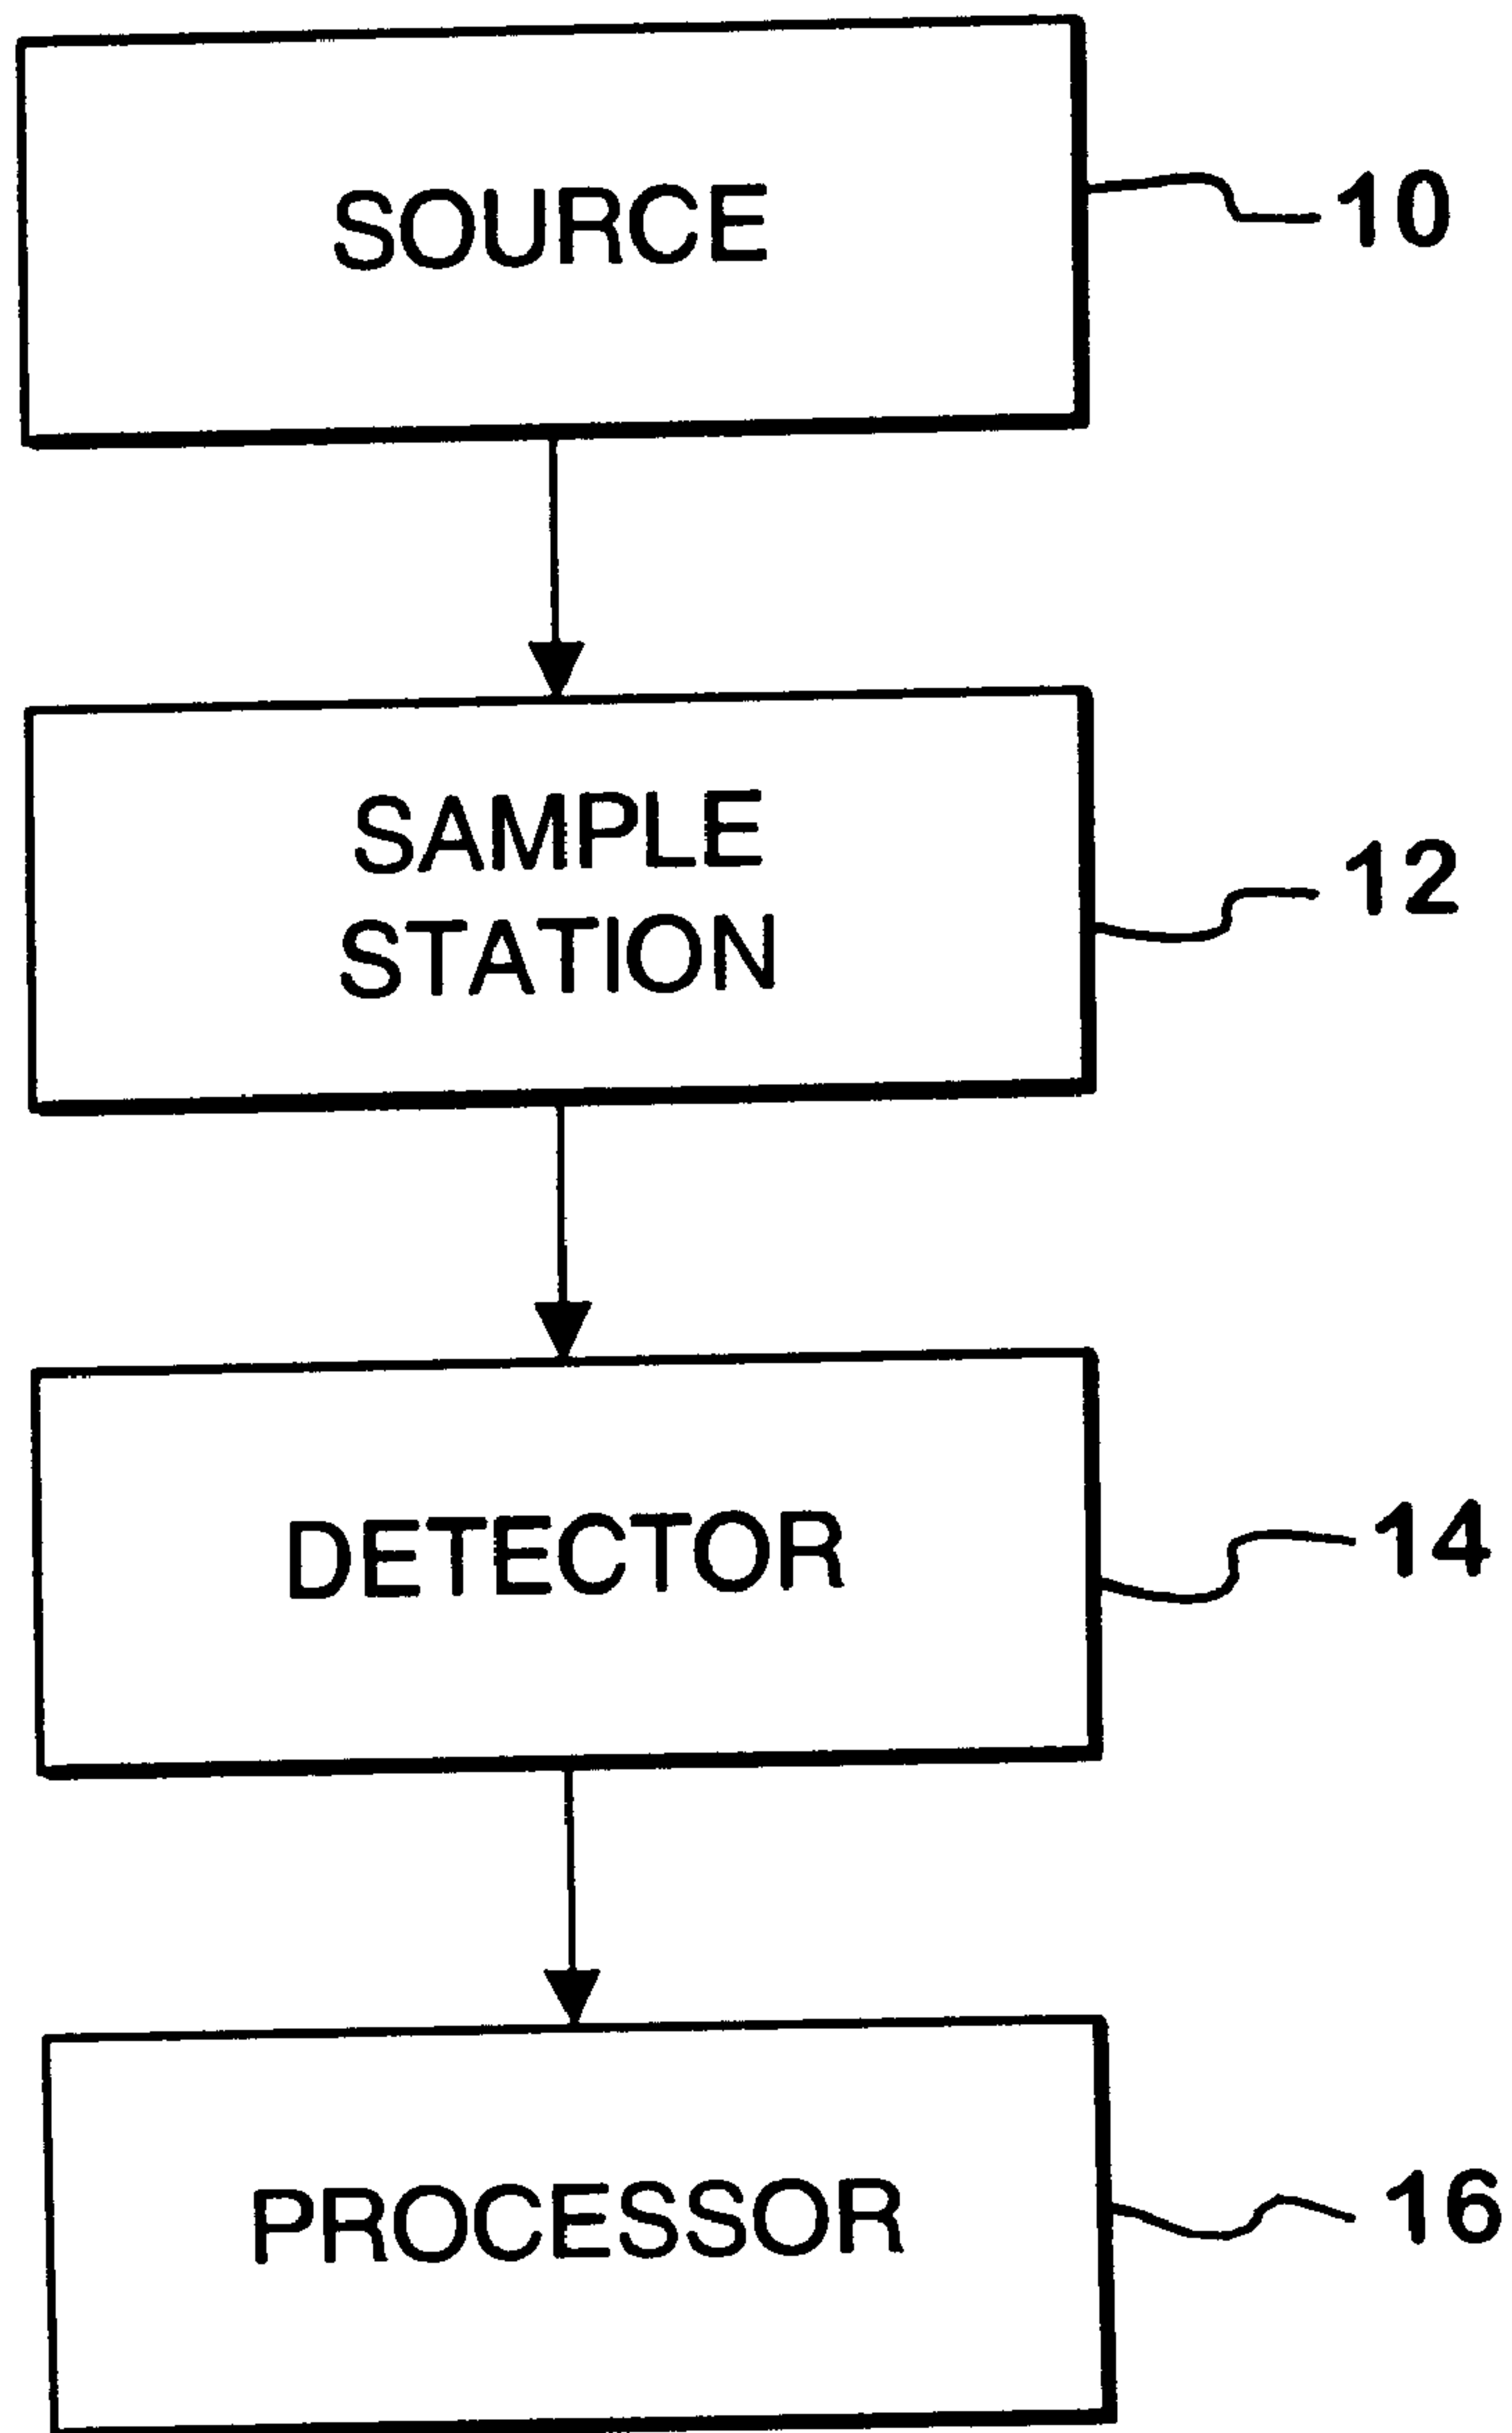 SOURCE
10
SAMPLE
STATION
12
DETECTOR
14
PROCESSOR
16